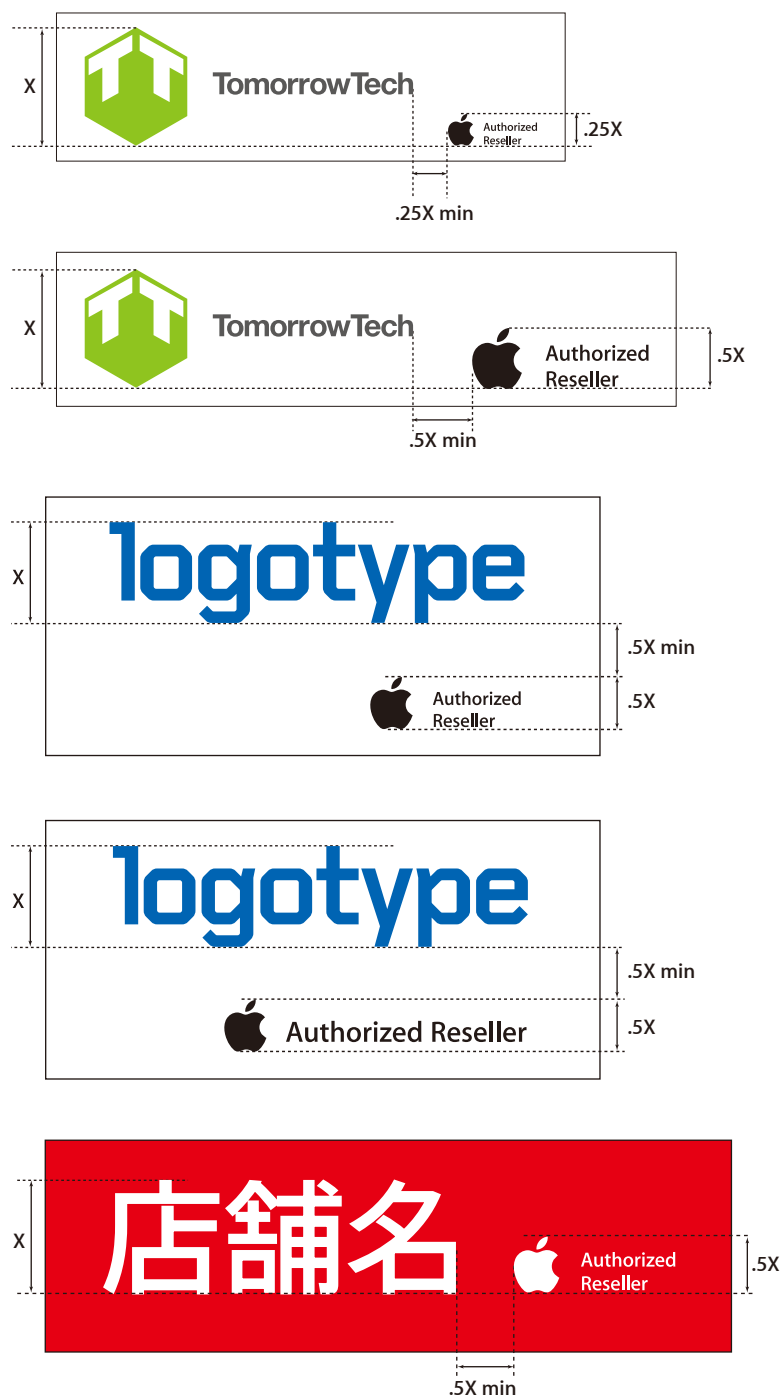 X
TomorrowTech
Authorized
Reseller
.25X
.25X min
X
TomorrowTech
Authorized
Reseller
.5X
.5X min
X
logotype
.5X min
Authorized
Reseller
.5X
X
logotype
.5X min
Authorized Reseller
.5X
X
店舗名
Authorized
Reseller
.5X
.5X min